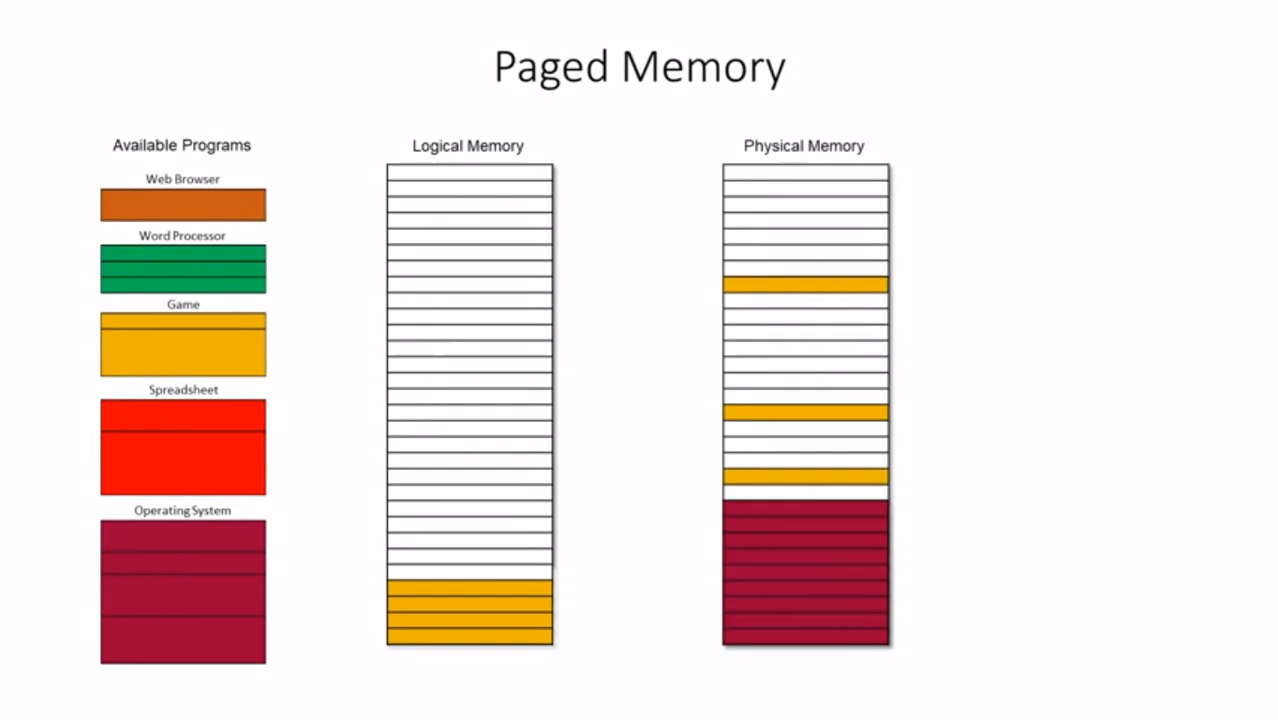 Paged Memory
Available Programs
Web Browser
Word Processor
Game
Spreadsheet
Operating System
Logical Memory
Physical Memory